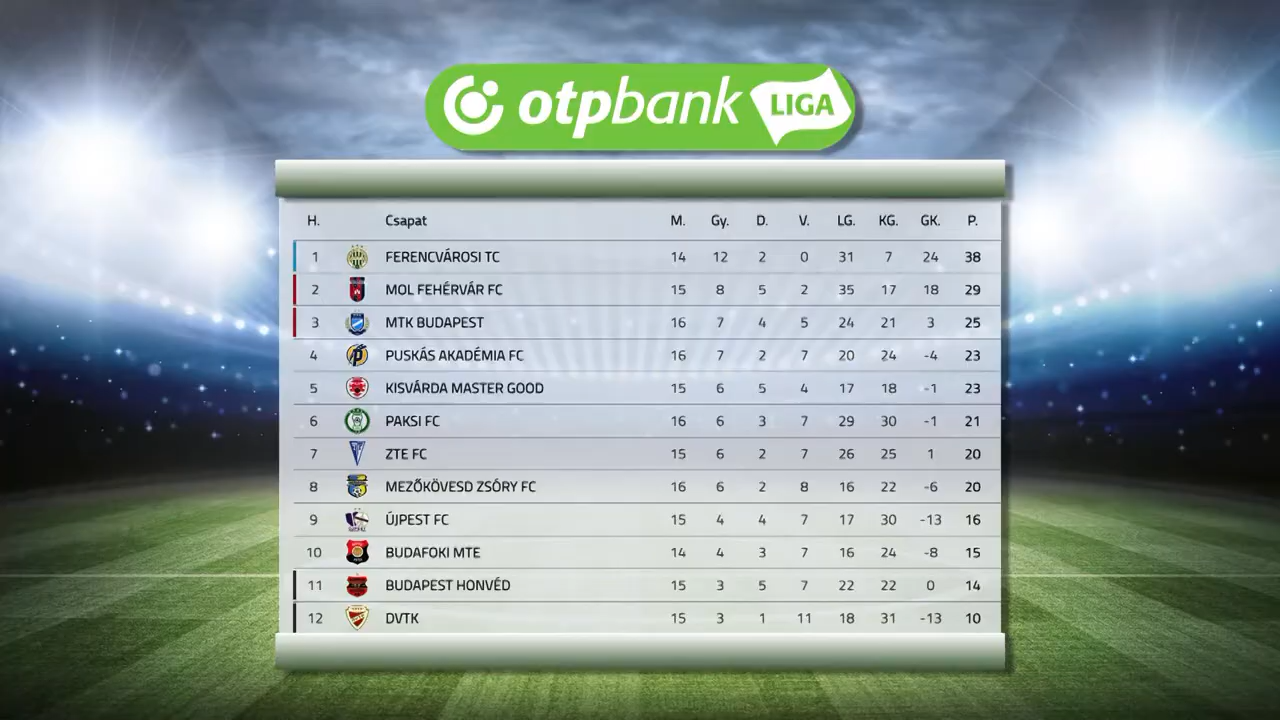 otpbank LIGA
H. Csapat M. Gy. D. V. LG. KG. GK. P.
1 FERENCVÁROSI TC 14 12 2 0 31 7 24 38
2 MOL FEHÉRVÁR FC 15 8 5 2 35 17 18 29
3 MTK BUDAPEST 16 7 4 5 24 21 3 25
4 PUSKÁS AKADÉMIA FC 16 7 2 7 20 24 -4 23
5 KISVÁRDA MASTER GOOD 15 6 5 4 17 18 -1 23
6 PAKSI FC 16 6 3 7 29 30 -1 21
7 ZTE FC 15 6 2 7 26 25 1 20
8 MEZŐKÖVESD ZSÓRY FC 16 6 2 8 16 22 -6 20
9 ÚJPEST FC 15 4 4 7 17 30 -13 16
10 BUDAFOKI MTE 14 4 3 7 16 24 -8 15
11 BUDAPEST HONVÉD 15 3 5 7 22 22 0 14
12 DVTK 15 3 1 11 18 31 -13 10